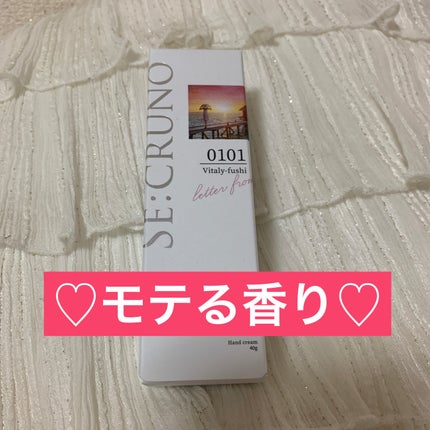 SE:CRUNO
0101
Vitaly-fushi
letter from
♡モテる香り♡
Hand cream
40g